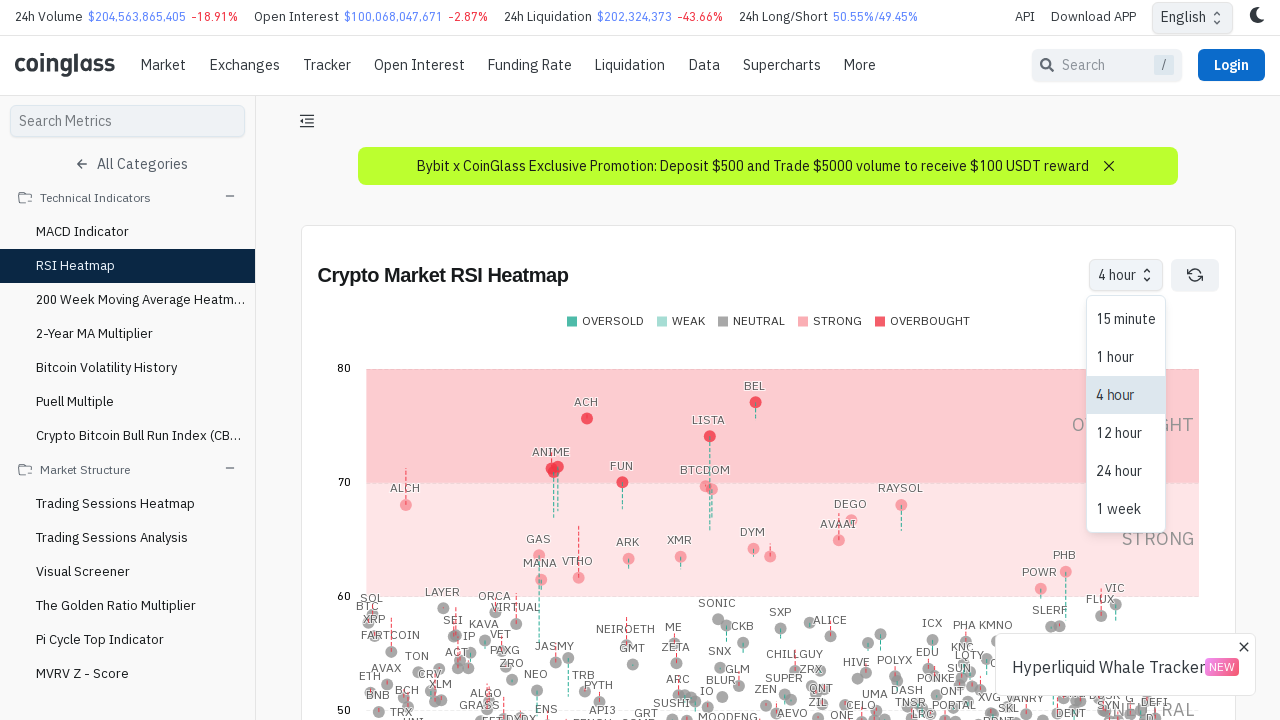 24h Volume $204,563,865,405 -18.91% Open Interest $100,068,047,671 -2.87% 24h Liquidation $202,324,373 -43.66% 24h Long/Short 50.55%/49.45% API Download APP English
coinglass Market Exchanges Tracker Open Interest Funding Rate Liquidation Data Supercharts More Search / Login
Search Metrics
All Categories
Technical Indicators
MACD Indicator
RSI Heatmap
200 Week Moving Average Heatm...
2-Year MA Multiplier
Bitcoin Volatility History
Puell Multiple
Crypto Bitcoin Bull Run Index (CB...
Market Structure
Trading Sessions Heatmap
Trading Sessions Analysis
Visual Screener
The Golden Ratio Multiplier
Pi Cycle Top Indicator
MVRV Z - Score
Bybit x CoinGlass Exclusive Promotion: Deposit $500 and Trade $5000 volume to receive $100 USDT reward
Crypto Market RSI Heatmap
4 hour
15 minute
1 hour
4 hour
12 hour
24 hour
1 week
OVERSOLD WEAK NEUTRAL STRONG OVERBOUGHT
80
BEL
ACH
LISTA
ANIME
FUN
BTCDOM
70
ALCH
RAYSOL
DEGO
AVAAI
STRONG
GAS
ARK
XMR
DYM
MANA
VTHO
PHB
POWR
60
SOL
LAYER
ORCA
VIC
BTC
VIRTUAL
SONIC
FLUX
XRP
SEI
KAVA
SXP
ALICE
SLERF
FARTCOIN
IP
VET
NEIROETH
ME
CKB
ICX
PHA
KMNO
TON
ACT
PAXG
JASMY
GMT
ZETA
SNX
CHILLGUY
HIVE
POLYX
EDU
KNC
LOTY
AVAX
ZRO
GLM
ZRX
SUN
ETH
CRV
NEO
TRB
ARC
BLUR
SUPER
PONKE
BNB
BCH
XLM
ALGO
PYTH
IO
ZEN
QNT
UMA
DASH
ONT
XVG
VANRY
TRX
GRASS
ENS
API3
GRT
SUSHI
MOODENG
AEVO
ZIL
ONE
CELO
TNSR
LRC
PORTAL
SKL
DENT
SYN
DEFI
50
Hyperliquid Whale Tracker NEW